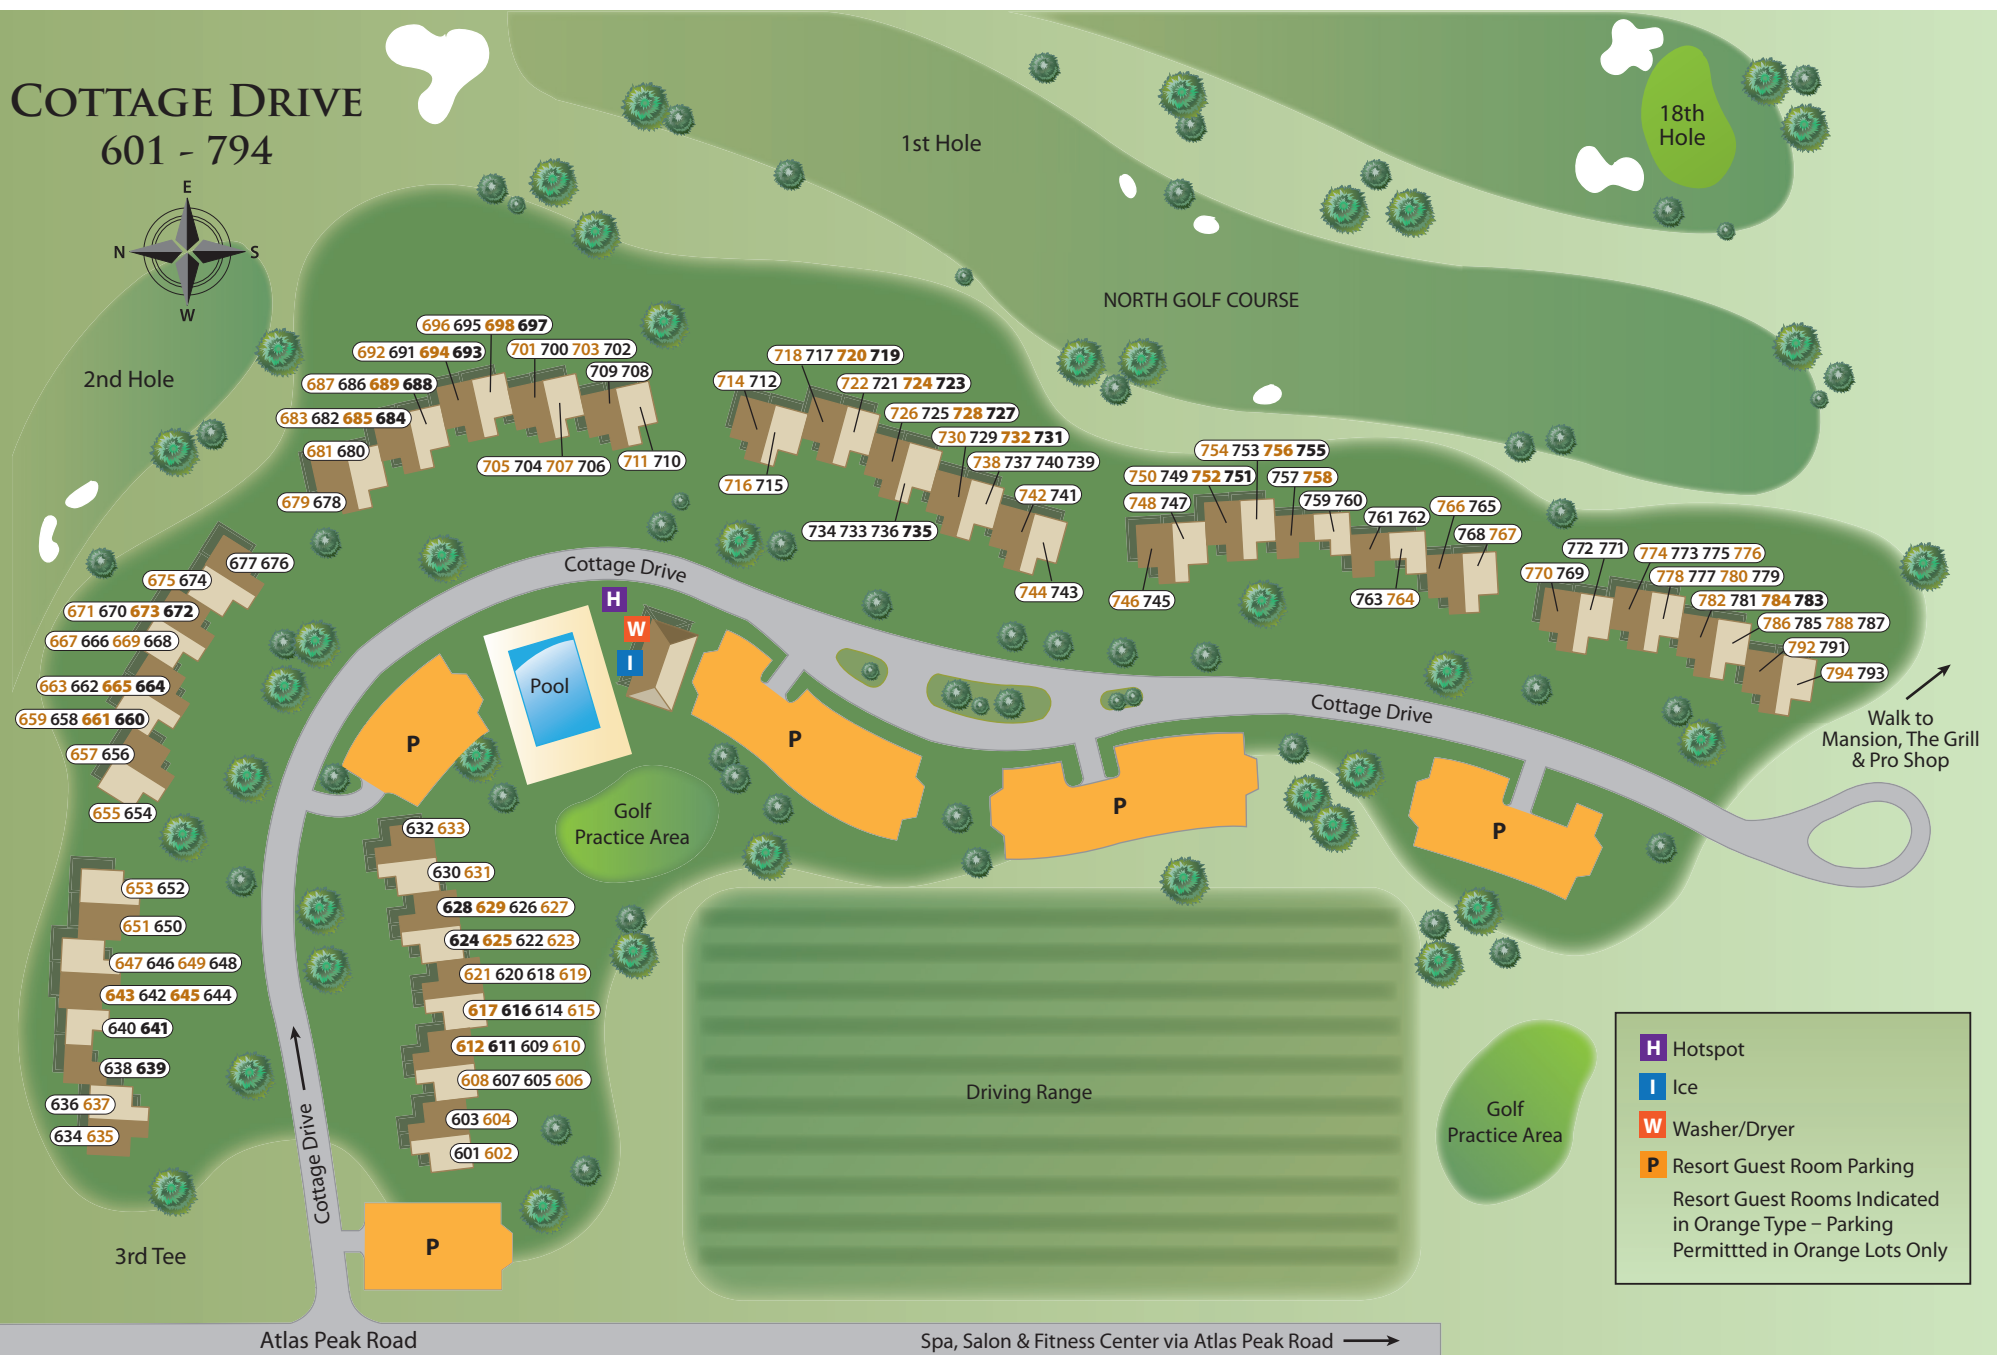 COTTAGE DRIVE
601 - 794
E
N
S
W
1st Hole
18th
Hole
NORTH GOLF COURSE
2nd Hole
696 695 698 697
692 691 694 693
701 700 703 702
709 708
687 686 689 688
683 682 685 684
681 680
705 704 707 706
711 710
679 678
718 717 720 719
714 712
722 721 724 723
726 725 728 727
730 729 732 731
738 737 740 739
716 715
742 741
734 733 736 735
744 743
754 753 756 755
750 749 752 751
757 758
748 747
759 760
766 765
761 762
768 767
746 745
763 764
772 771
774 773 775 776
770 769
778 777 780 779
782 781 784 783
786 785 788 787
792 791
794 793
677 676
675 674
671 670 673 672
667 666 669 668
663 662 665 664
659 658 661 660
657 656
655 654
Cottage Drive
H
W
I
Pool
P
P
P
P
Cottage Drive
Walk to
Mansion, The Grill
& Pro Shop
Golf
Practice Area
632 633
630 631
628 629 626 627
624 625 622 623
621 620 618 619
617 616 614 615
612 611 609 610
608 607 605 606
603 604
601 602
653 652
651 650
647 646 649 648
643 642 645 644
640 641
638 639
636 637
634 635
Cottage Drive
P
3rd Tee
Driving Range
Golf
Practice Area
H Hotspot
I Ice
W Washer/Dryer
P Resort Guest Room Parking
Resort Guest Rooms Indicated
in Orange Type – Parking
Permittted in Orange Lots Only
Atlas Peak Road
Spa, Salon & Fitness Center via Atlas Peak Road